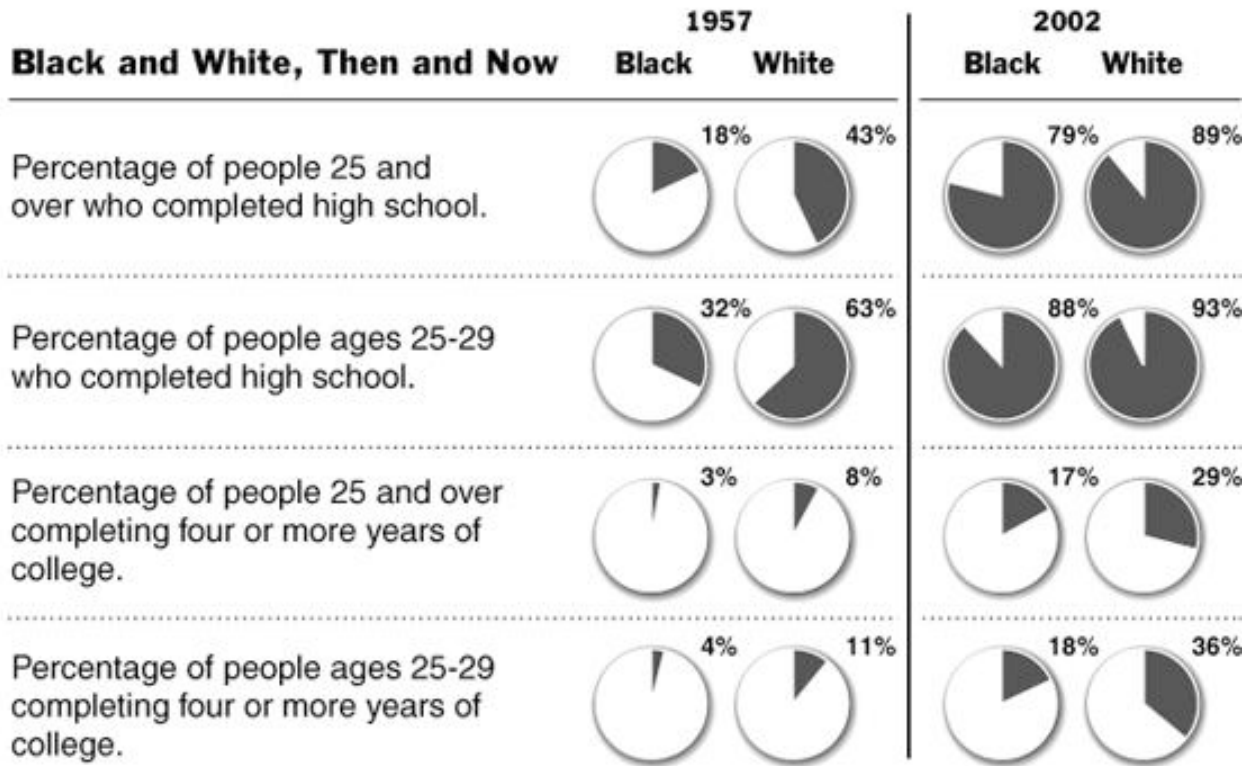 1957 2002
Black and White, Then and Now Black White Black White
18% 43% 79% 89%
Percentage of people 25 and
over who completed high school.
32% 63% 88% 93%
Percentage of people ages 25-29
who completed high school.
3% 8% 17% 29%
Percentage of people 25 and over
completing four or more years of
college.
4% 11% 18% 36%
Percentage of people ages 25-29
completing four or more years of
college.